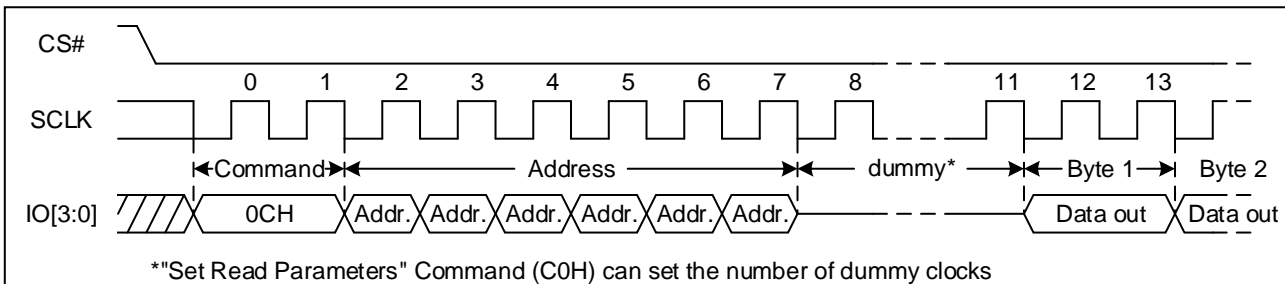 CS#
0 1 2 3 4 5 6 7 8 11 12 13
SCLK
Command Address dummy* Byte 1 Byte 2
IO[3:0] 0CH Addr. Addr. Addr. Addr. Addr. Addr. Data out Data out
*"Set Read Parameters" Command (C0H) can set the number of dummy clocks